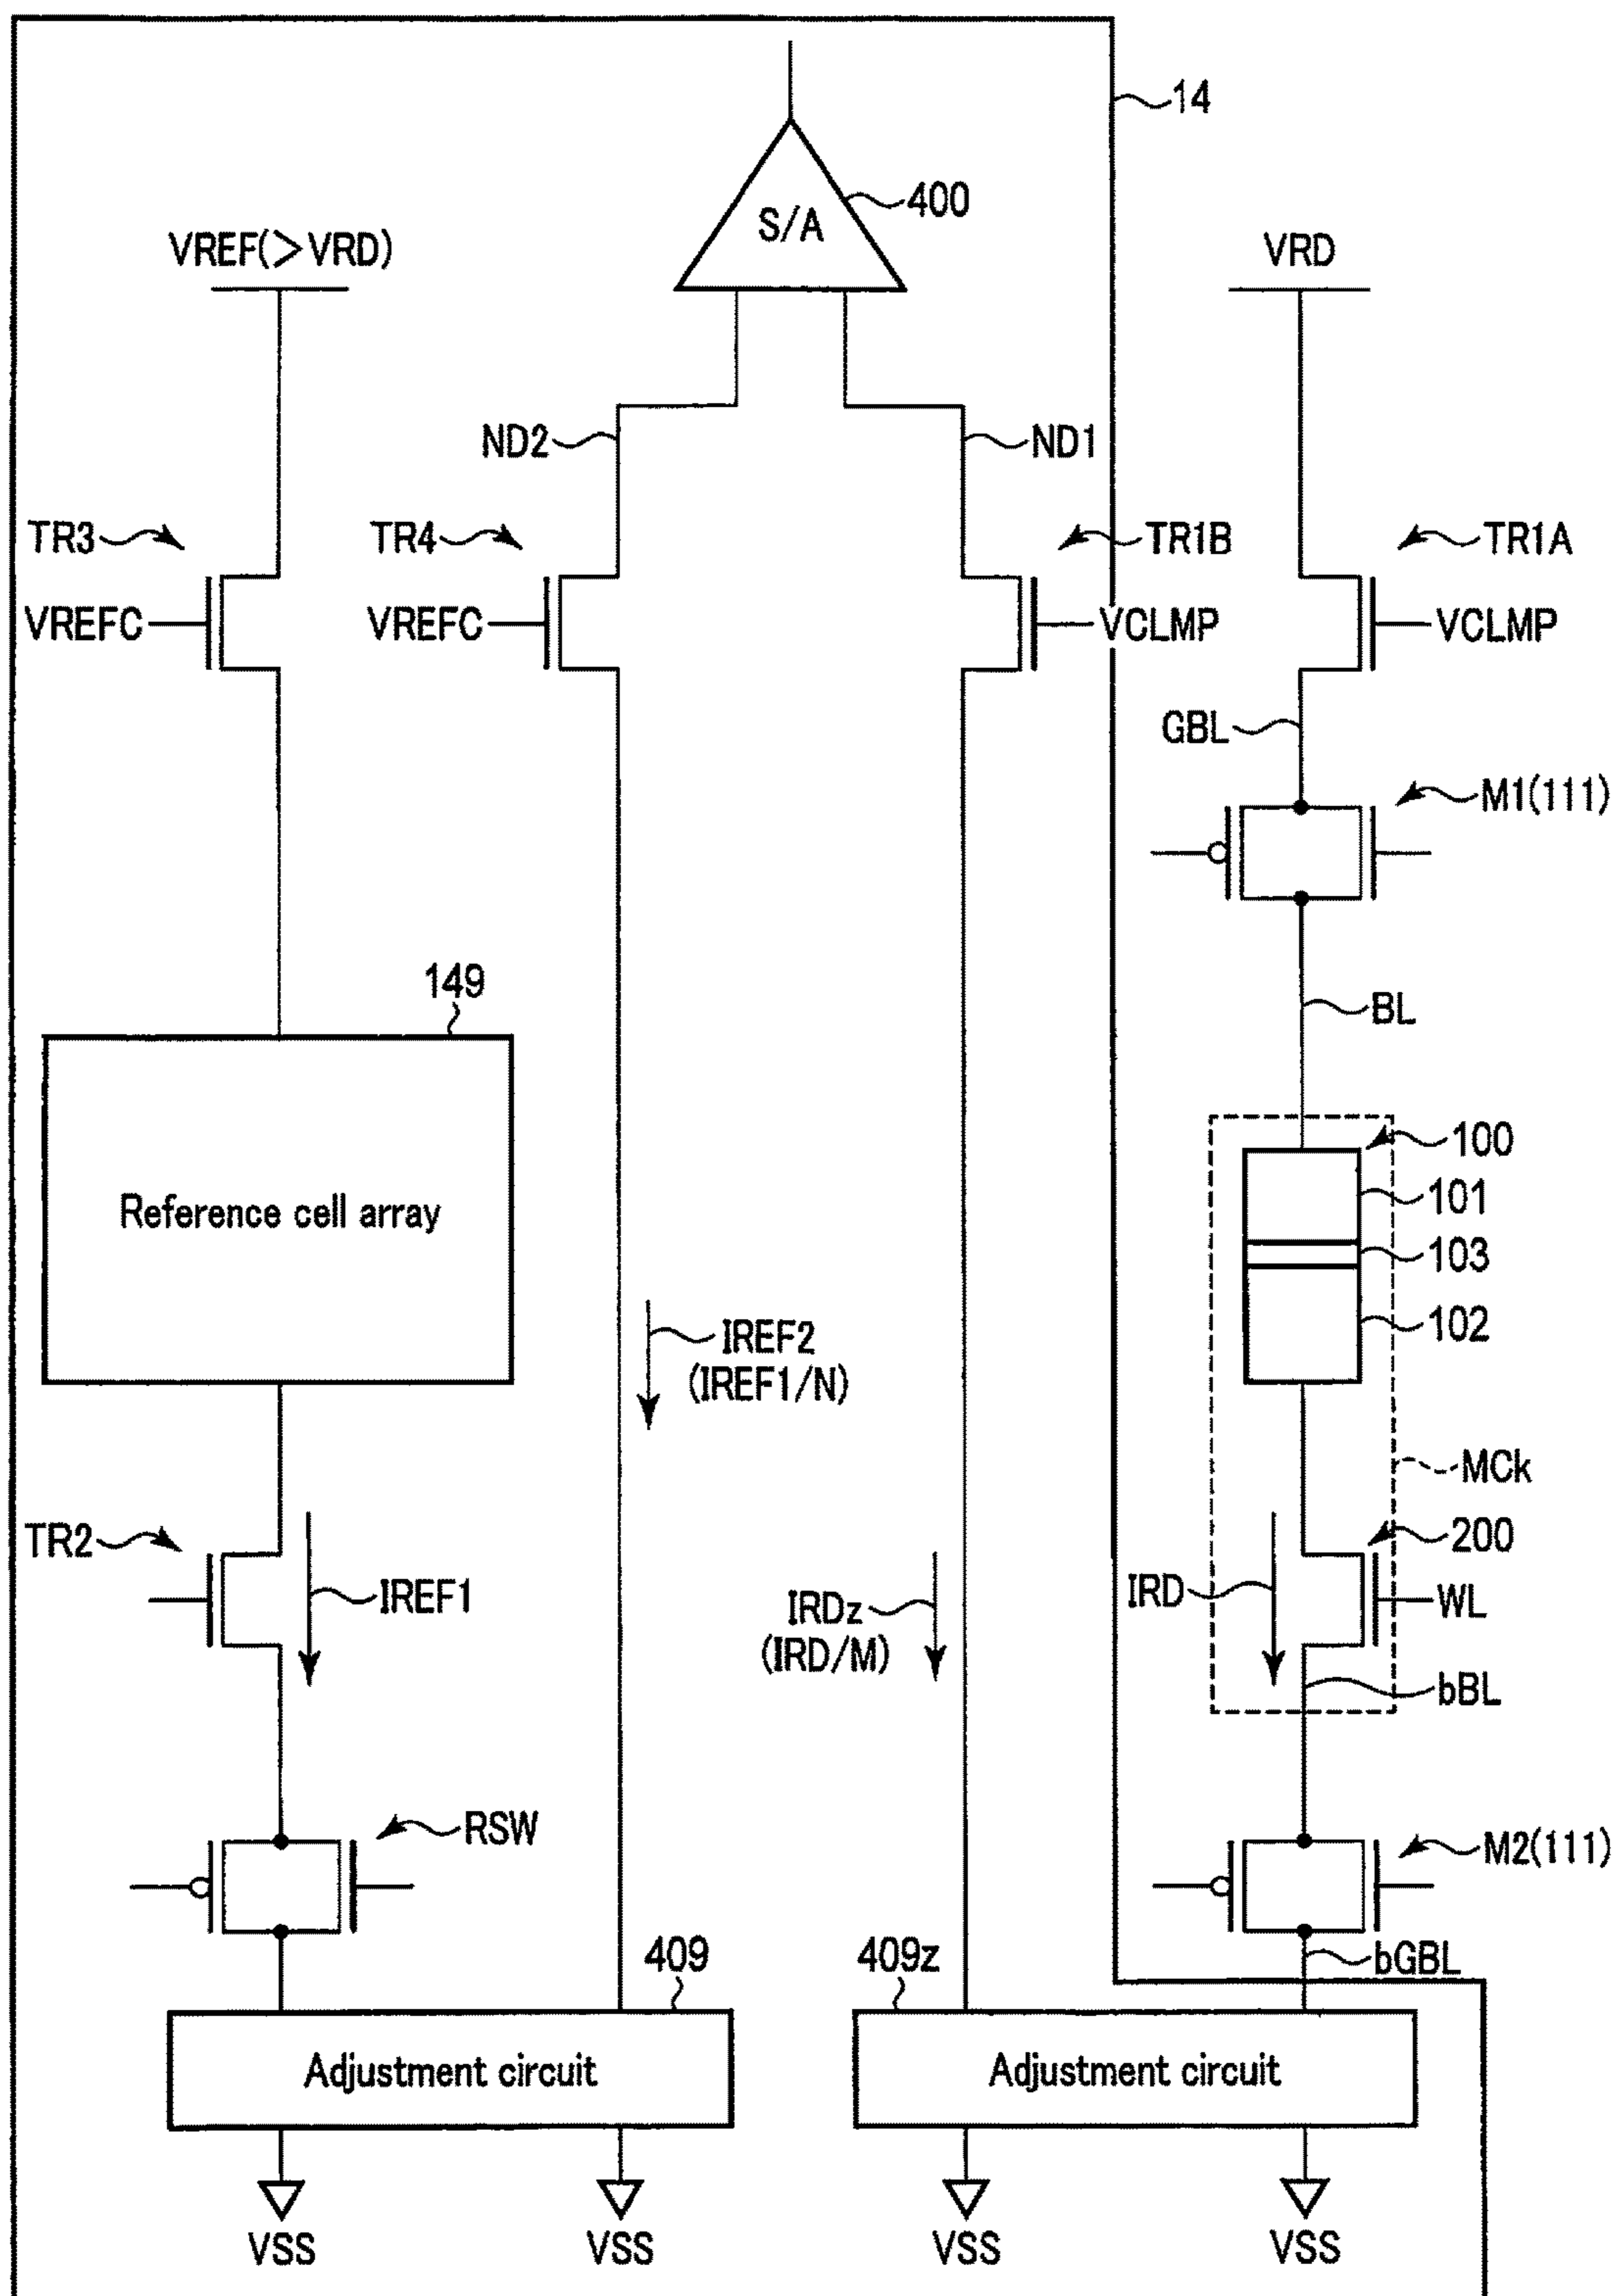 14
400
S/A
VREF(>VRD)
VRD
ND2
ND1
TR3
TR4
TR1B
TR1A
VREFC
VREFC
VCLMP
VCLMP
GBL
M1(111)
149
BL
100
101
103
102
Reference cell array
IREF2
(IREF1/N)
MCk
TR2
200
IREF1
IRDz
(IRD/M)
IRD
WL
bBL
RSW
M2(111)
409
409z
bGBL
Adjustment circuit
Adjustment circuit
VSS
VSS
VSS
VSS